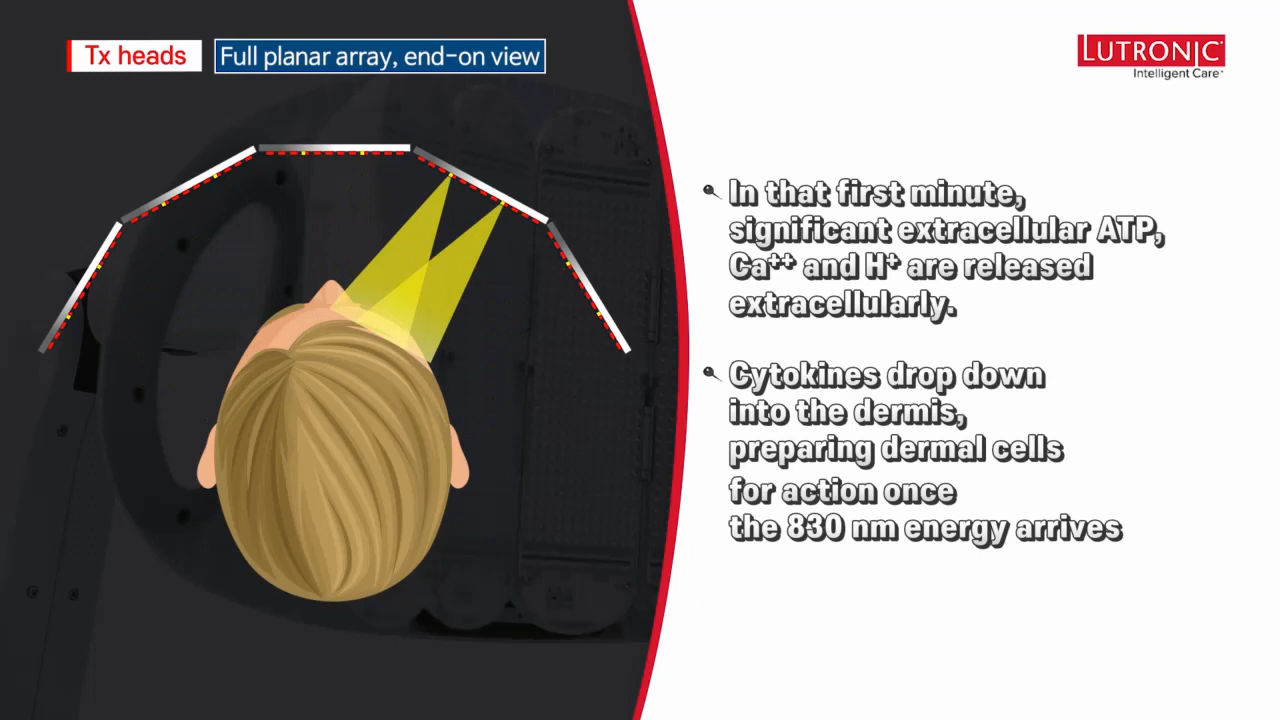 Tx heads
Full planar array, end-on view
LUTRONIC
Intelligent Care™
In that first minute,
significant extracellular ATP,
Ca⁺⁺ and H⁺ are released
extracellularly.
Cytokines drop down
into the dermis,
preparing dermal cells
for action once
the 830 nm energy arrives